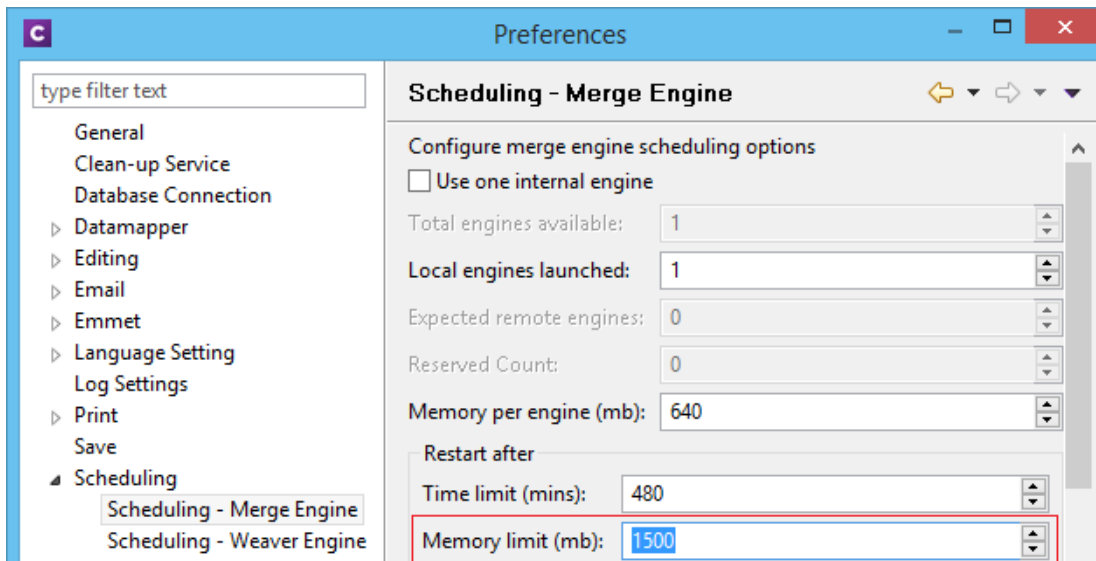 C
Preferences
type filter text
General
Clean-up Service
Database Connection
Datamapper
Editing
Email
Emmet
Language Setting
Log Settings
Print
Save
Scheduling
Scheduling - Merge Engine
Scheduling - Weaver Engine
Scheduling - Merge Engine
Configure merge engine scheduling options
Use one internal engine
Total engines available: 1
Local engines launched: 1
Expected remote engines: 0
Reserved Count: 0
Memory per engine (mb): 640
Restart after
Time limit (mins): 480
Memory limit (mb): 1500